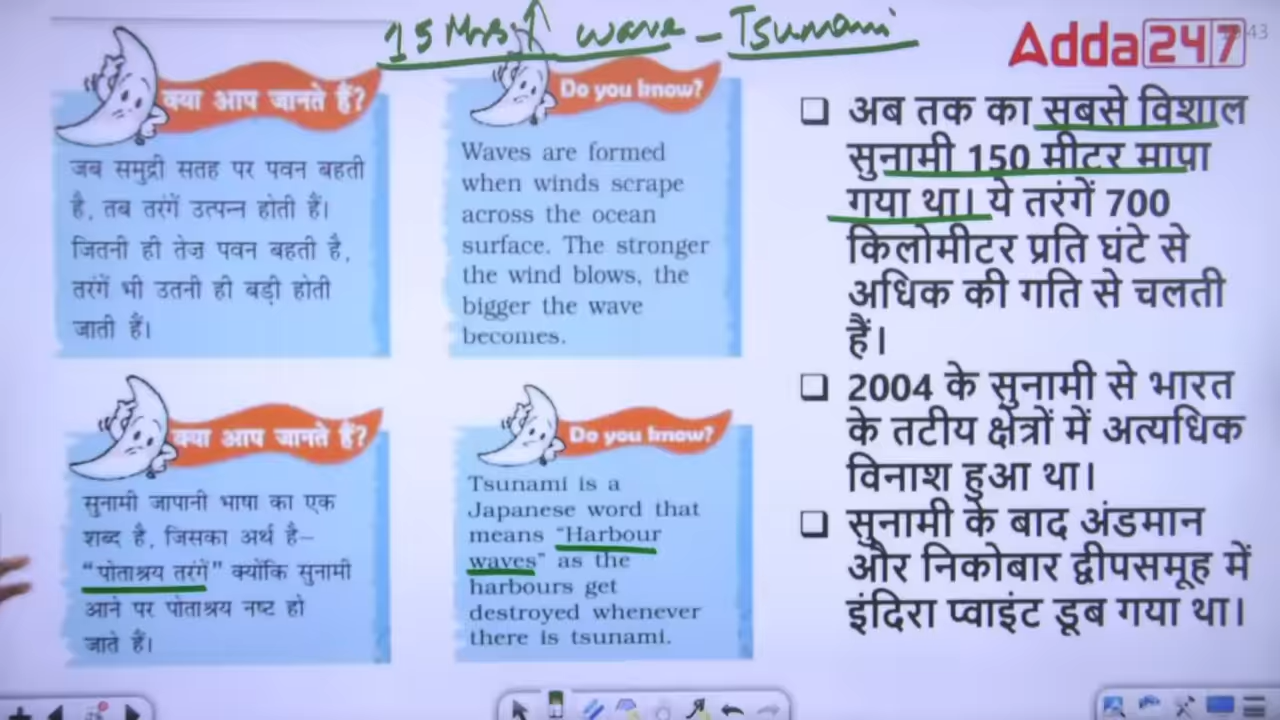 15 Mrs ↑ wave - Tsunami
Adda247
43
क्या आप जानते हैं?
जब समुद्री सतह पर पवन बहती
है, तब तरंगें उत्पन्न होती हैं।
जितनी ही तेज़ पवन बहती है,
तरंगें भी उतनी ही बड़ी होती
जाती हैं।
Do you know?
Waves are formed
when winds scrape
across the ocean
surface. The stronger
the wind blows, the
bigger the wave
becomes.
क्या आप जानते हैं?
सुनामी जापानी भाषा का एक
शब्द है, जिसका अर्थ है–
“पोताश्रय तरंगें” क्योंकि सुनामी
आने पर पोताश्रय नष्ट हो
जाते हैं।
Do you know?
Tsunami is a
Japanese word that
means “Harbour
waves” as the
harbours get
destroyed whenever
there is tsunami.
❑ अब तक का सबसे विशाल
सुनामी 150 मीटर मापा
गया था। ये तरंगें 700
किलोमीटर प्रति घंटे से
अधिक की गति से चलती
हैं।
❑ 2004 के सुनामी से भारत
के तटीय क्षेत्रों में अत्यधिक
विनाश हुआ था।
❑ सुनामी के बाद अंडमान
और निकोबार द्वीपसमूह में
इंदिरा प्वाइंट डूब गया था।